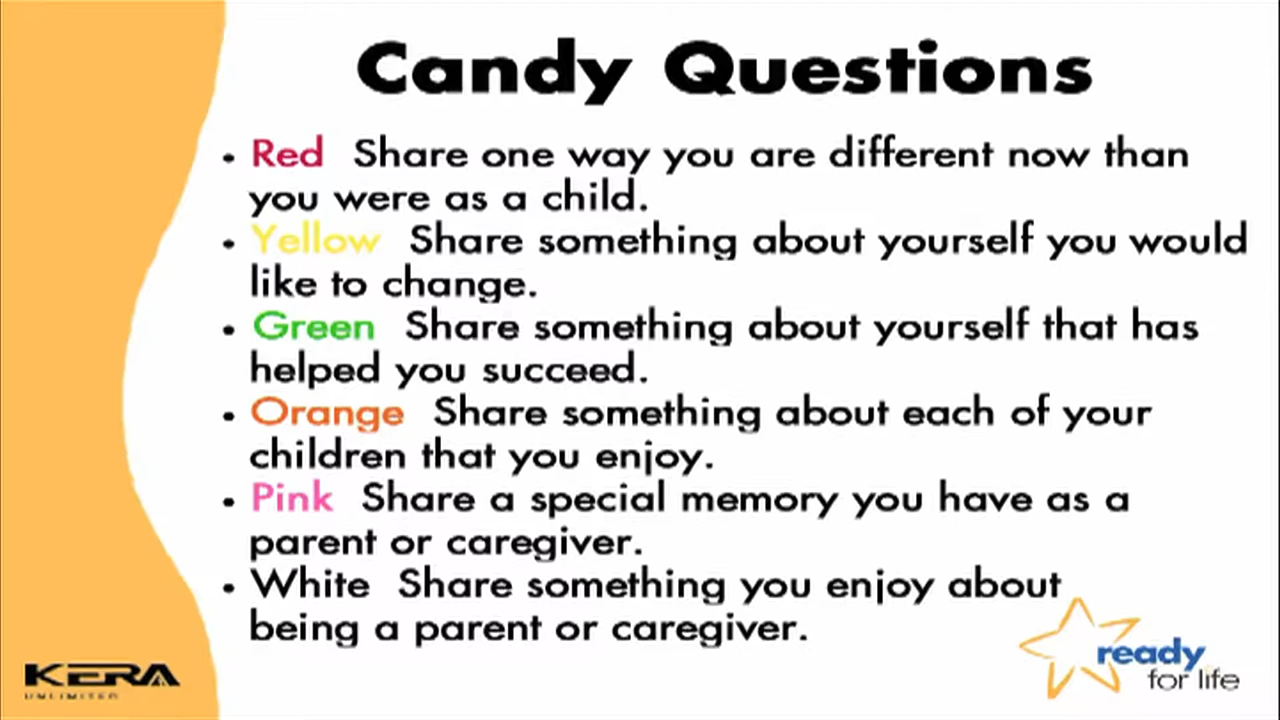 Candy Questions
• Red Share one way you are different now than
you were as a child.
• Yellow Share something about yourself you would
like to change.
• Green Share something about yourself that has
helped you succeed.
• Orange Share something about each of your
children that you enjoy.
• Pink Share a special memory you have as a
parent or caregiver.
• White Share something you enjoy about
being a parent or caregiver.
KERA
UNLIMITED
ready
for life